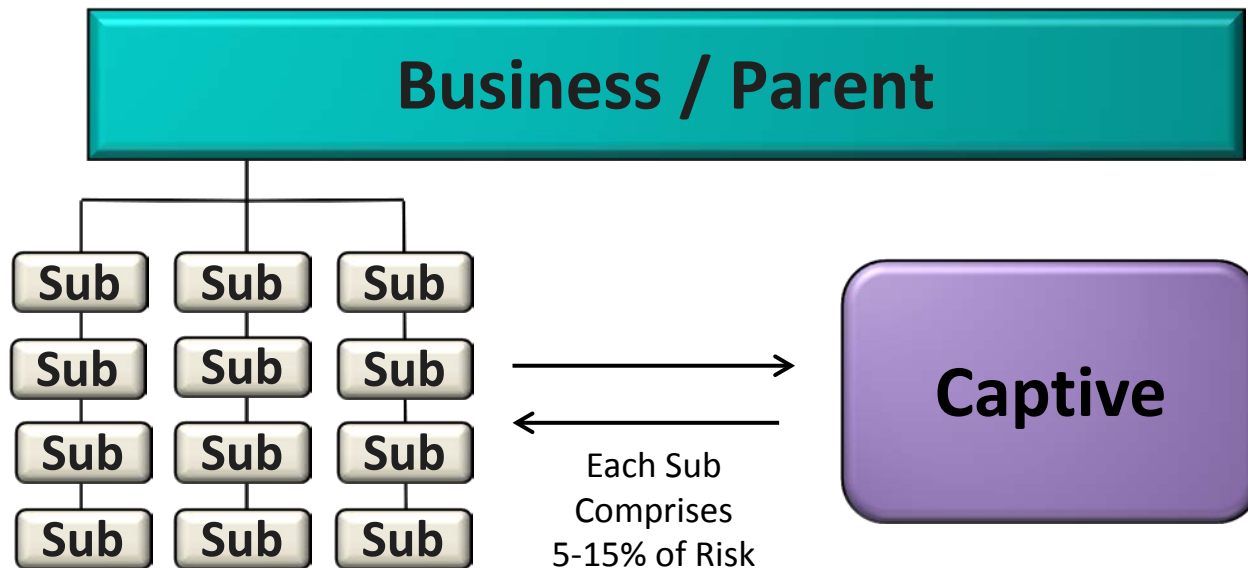 Business / Parent
Sub Sub Sub
Sub Sub Sub
Sub Sub Sub
Sub Sub Sub
Captive
Each Sub
Comprises
5-15% of Risk